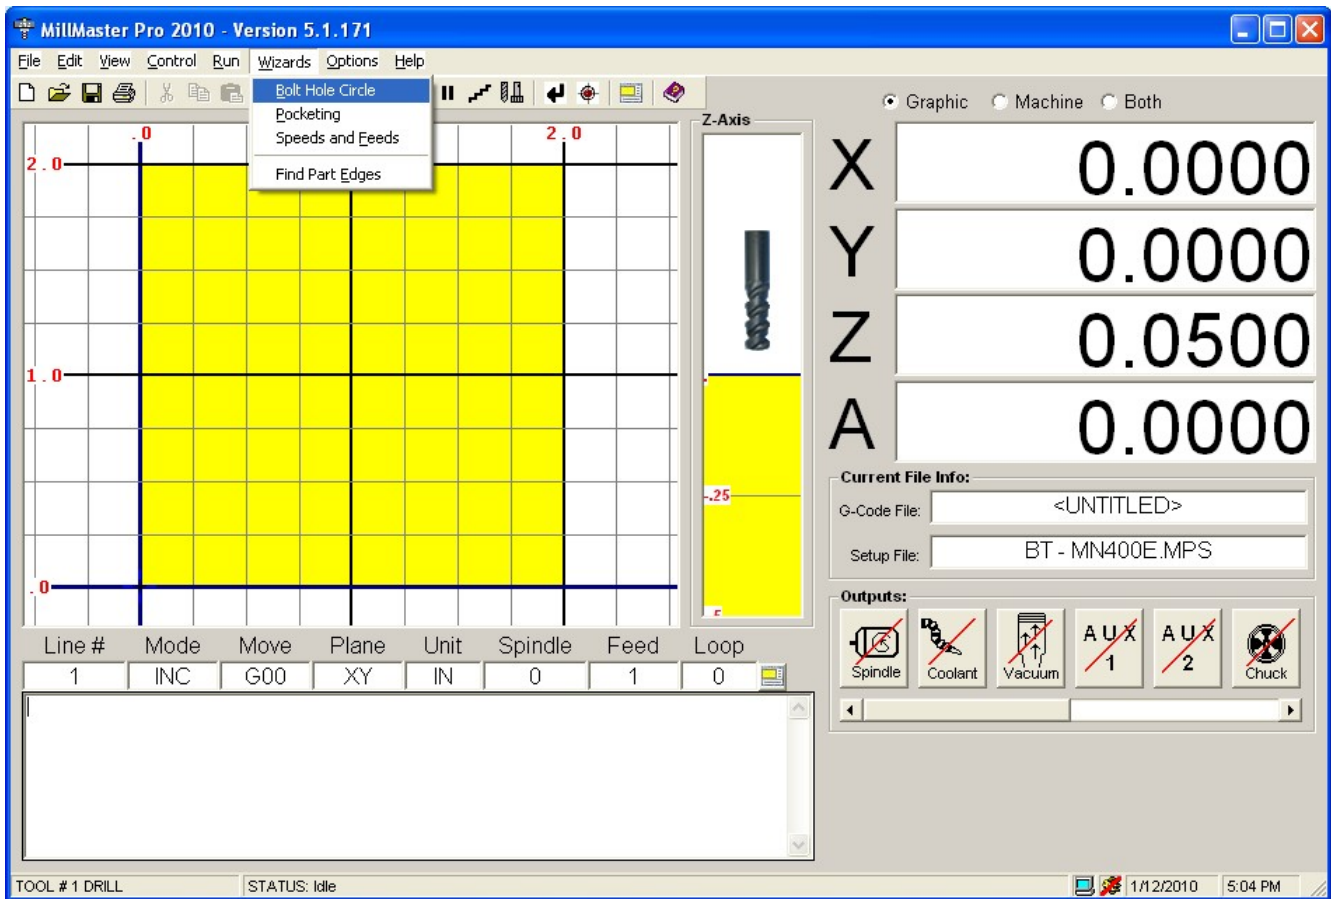 MillMaster Pro 2010 - Version 5.1.171
File Edit View Control Run Wizards Options Help
Bolt Hole Circle
Pocketing
Speeds and Feeds
Find Part Edges
Graphic Machine Both
.0 2.0
2.0
1.0
.0
Z-Axis
-.25
X 0.0000
Y 0.0000
Z 0.0500
A 0.0000
Current File Info:
G-Code File: <UNTITLED>
Setup File: BT - MN400E.MPS
Outputs:
Spindle
Coolant
Vacuum
AUX 1
AUX 2
Chuck
Line # Mode Move Plane Unit Spindle Feed Loop
1 INC G00 XY IN 0 1 0
TOOL # 1 DRILL STATUS: Idle 1/12/2010 5:04 PM